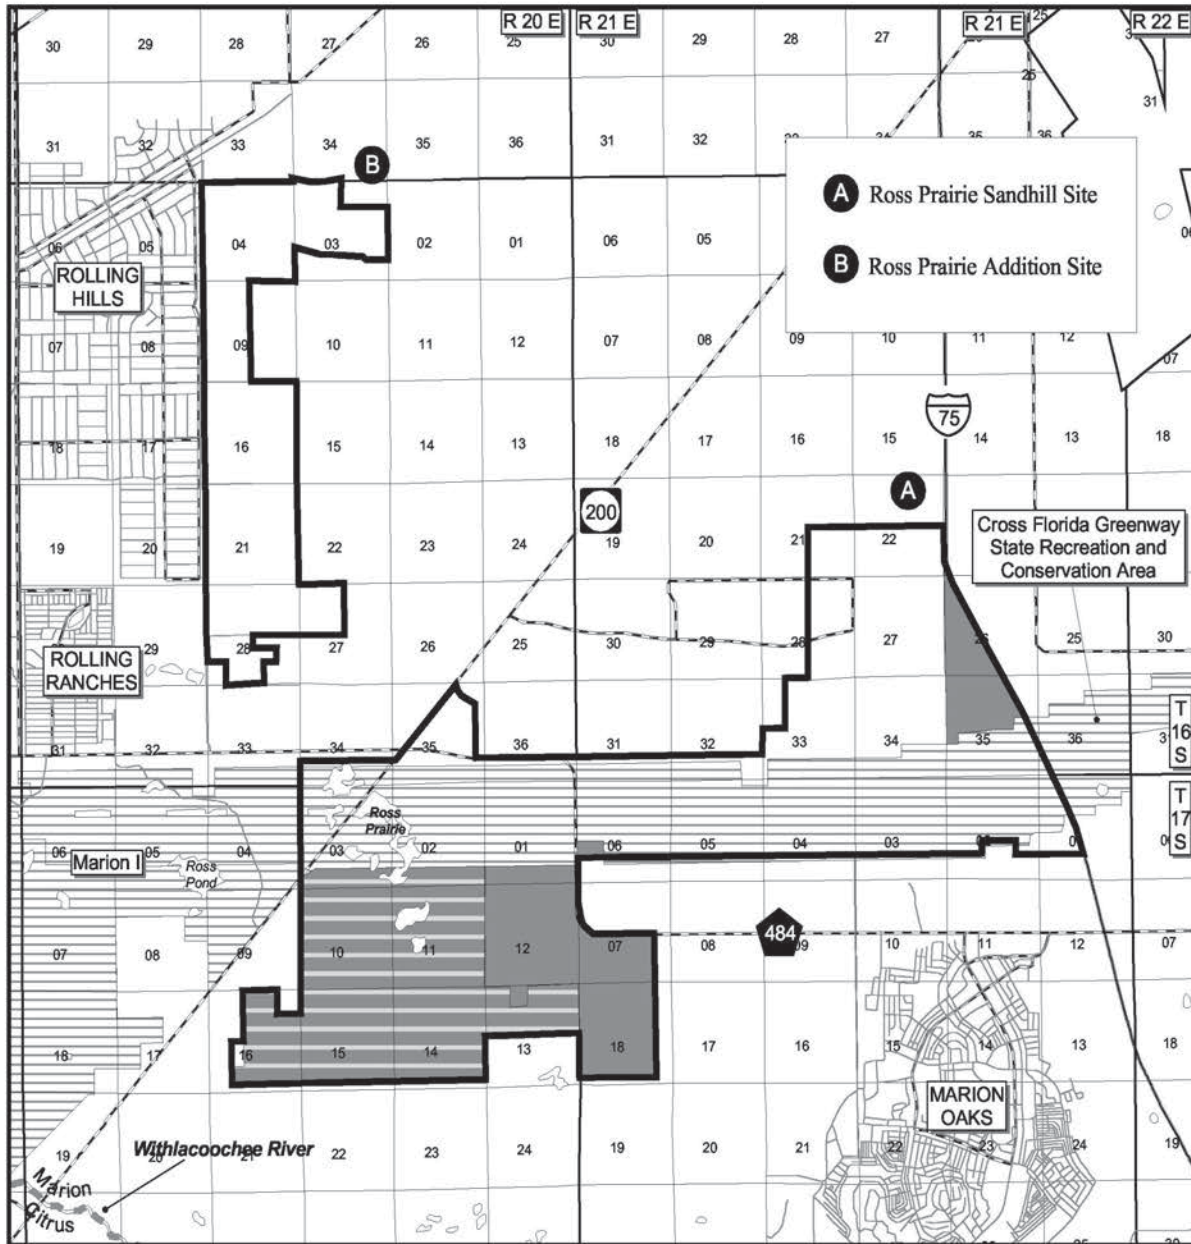 R 20 E R 21 E R 21 E R 22 E
30 29 28 27 26 25 30 29 28 27 25
26
31
31 32 33 34 35 36 31 32 35 36
B
A Ross Prairie Sandhill Site
B Ross Prairie Addition Site
06 05 04 03 02 01 06 05
ROLLING
HILLS
07 08 09 10 11 12 07 08 09 10 11 12 07
75
18 17 16 15 14 13 18 17 16 15 14 13 18
A
200
Cross Florida Greenway
State Recreation and
Conservation Area
19 20 21 22 23 24 19 20 21 22
29 28 27 26 25 30 29 28 27 26 25 30
ROLLING
RANCHES
31 32 33 34 35 36 31 32 33 34 35 36
T
16
S
T
17
S
Ross
Prairie
06 05 04 03 02 01 06 05 04 03
Marion I
Ross
Pond
07 08 09 10 11 12 07 08 09 10 11 12 07
484
18 17 16 15 14 13 18 17 16 15 14 13 18
MARION
OAKS
19 20 21 22 23 24 19 20 21 22 23 24 19
Withlacoochee River
Marion
Citrus